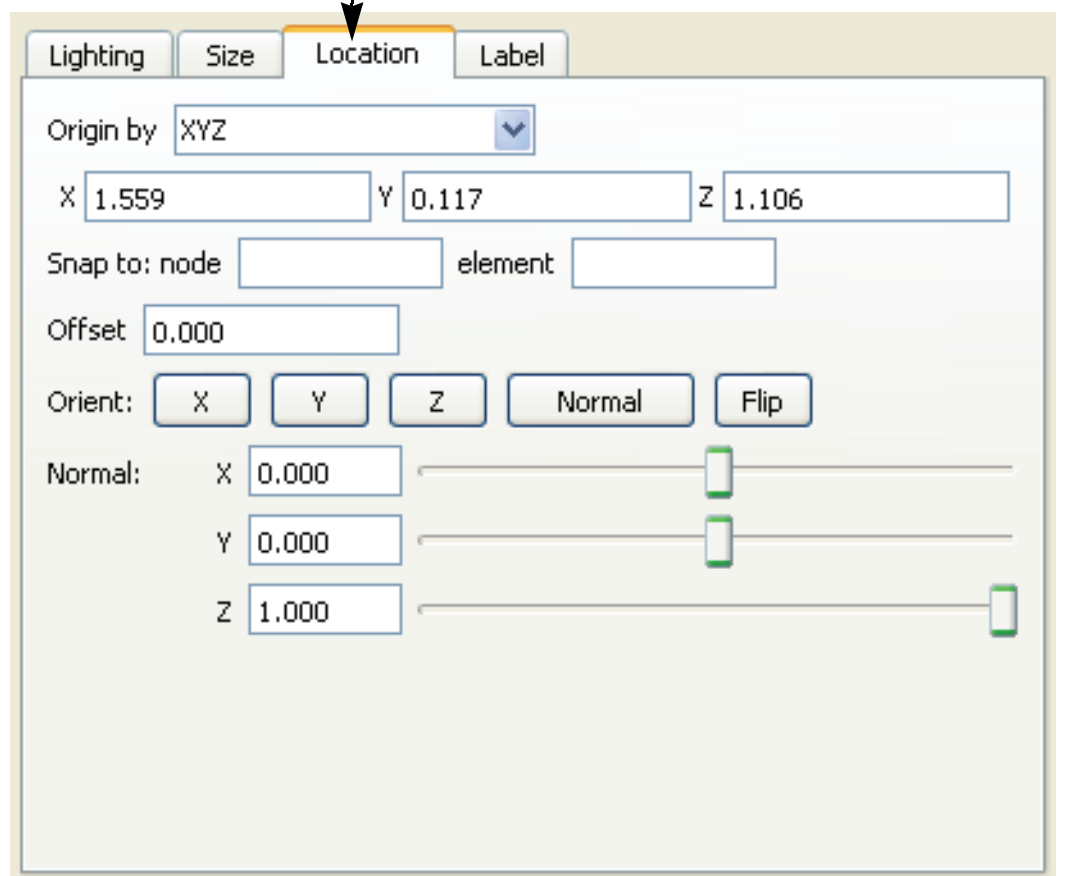 Lighting Size Location Label
Origin by XYZ
X 1.559 Y 0.117 Z 1.106
Snap to: node element
Offset 0.000
Orient: X Y Z Normal Flip
Normal: X 0.000
Y 0.000
Z 1.000